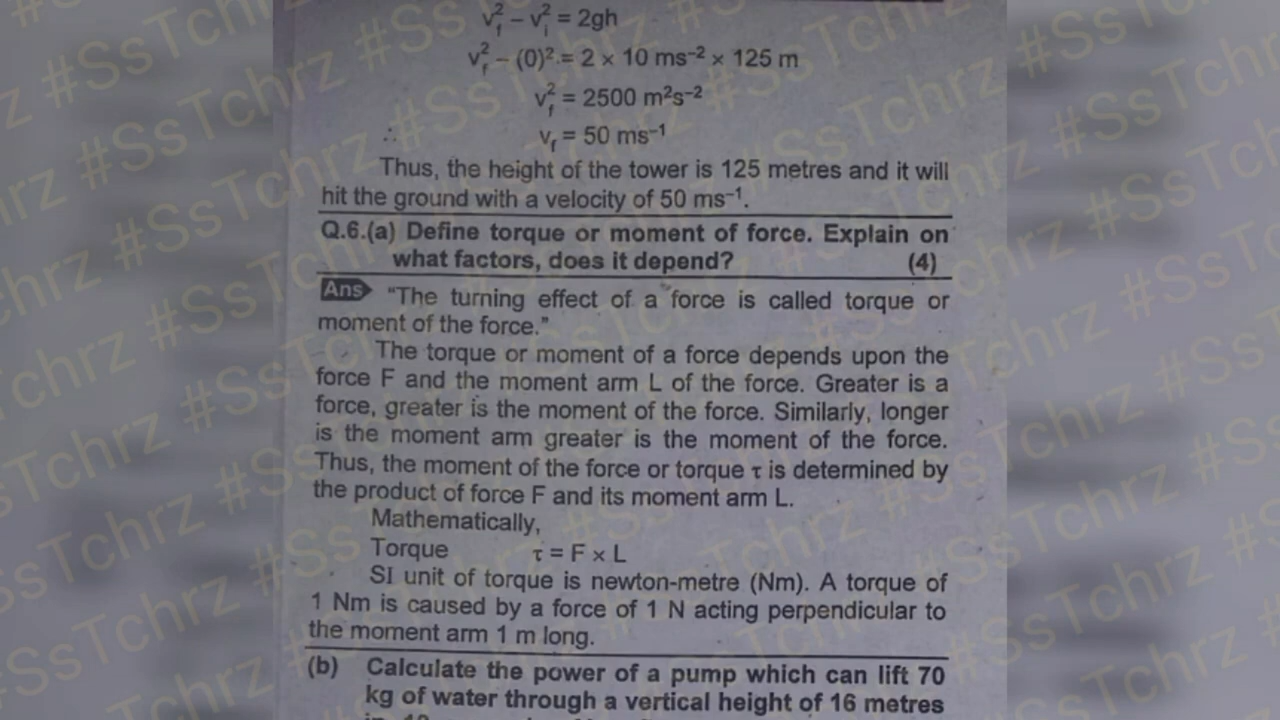 v_f² – v_i² = 2gh
v_f² – (0)² = 2 × 10 ms⁻² × 125 m
v_f² = 2500 m²s⁻²
∴ v_f = 50 ms⁻¹
Thus, the height of the tower is 125 metres and it will
hit the ground with a velocity of 50 ms⁻¹.
Q.6.(a) Define torque or moment of force. Explain on
what factors, does it depend? (4)
Ans "The turning effect of a force is called torque or
moment of the force."
The torque or moment of a force depends upon the
force F and the moment arm L of the force. Greater is a
force, greater is the moment of the force. Similarly, longer
is the moment arm greater is the moment of the force.
Thus, the moment of the force or torque τ is determined by
the product of force F and its moment arm L.
Mathematically,
Torque τ = F × L
SI unit of torque is newton-metre (Nm). A torque of
1 Nm is caused by a force of 1 N acting perpendicular to
the moment arm 1 m long.
(b) Calculate the power of a pump which can lift 70
kg of water through a vertical height of 16 metres
#SsTchrz